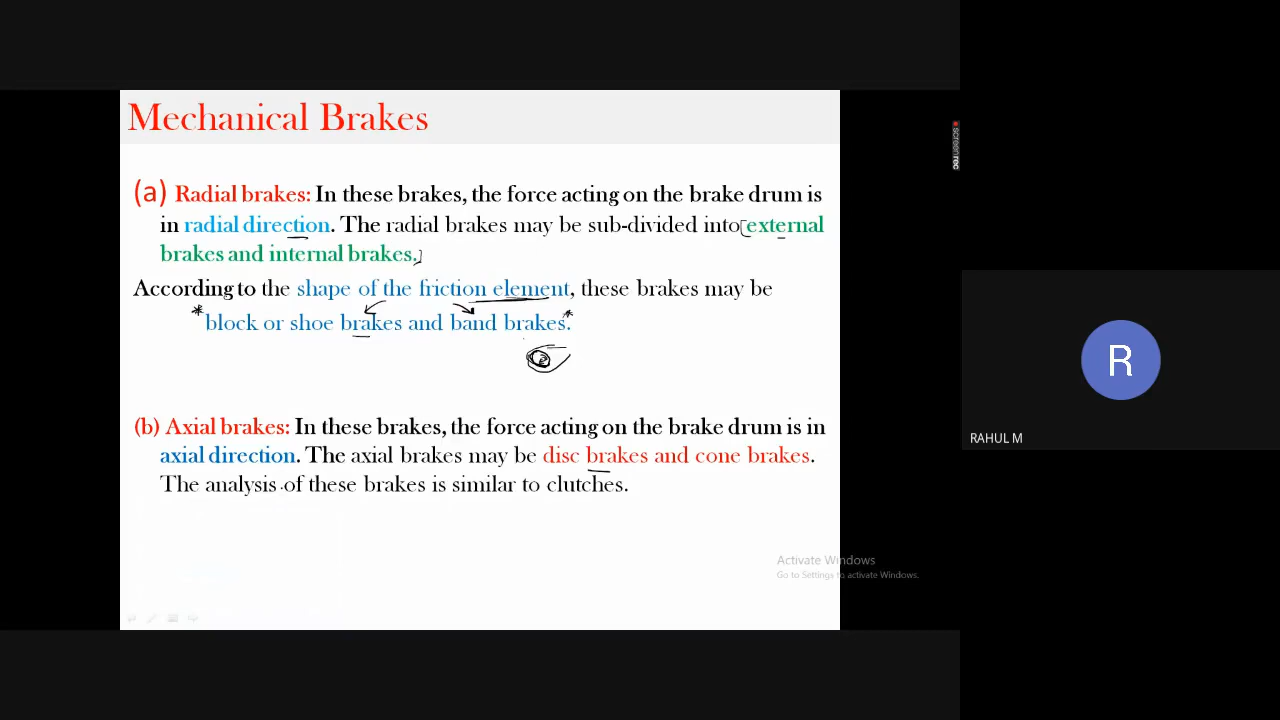 Mechanical Brakes
(a) Radial brakes: In these brakes, the force acting on the brake drum is
in radial direction. The radial brakes may be sub-divided into external
brakes and internal brakes.
According to the shape of the friction element, these brakes may be
block or shoe brakes and band brakes.
(b) Axial brakes: In these brakes, the force acting on the brake drum is in
axial direction. The axial brakes may be disc brakes and cone brakes.
The analysis of these brakes is similar to clutches.
Activate Windows
Go to Settings to activate Windows.
screenrec
R
RAHUL M